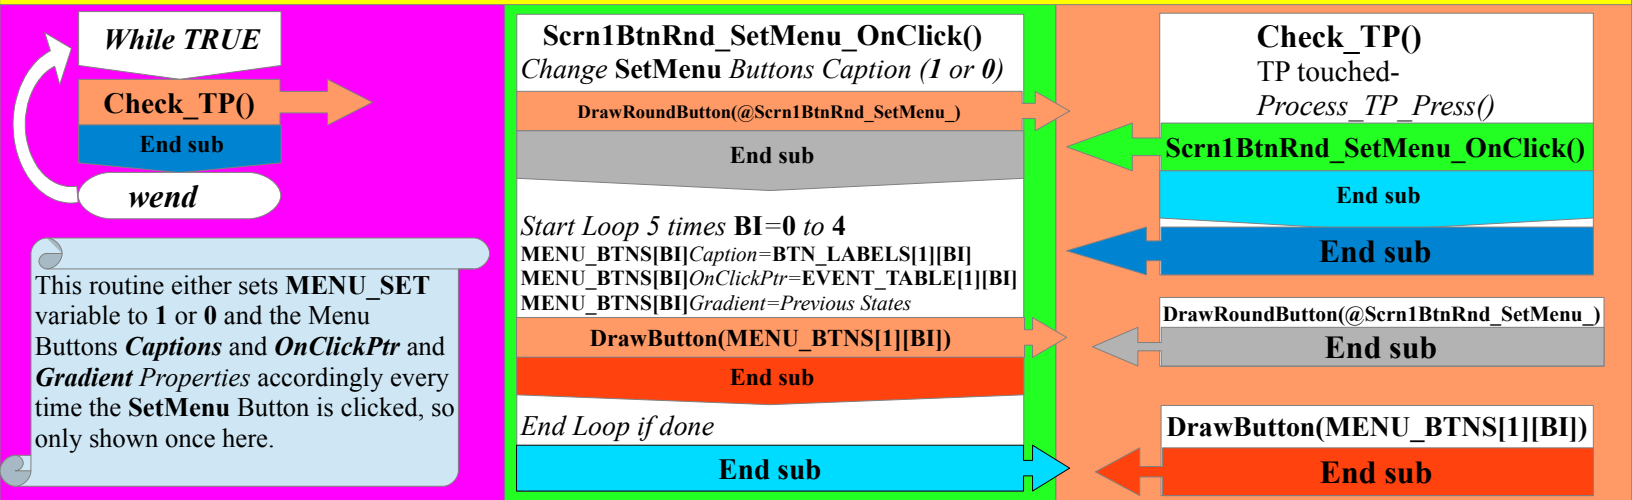 While TRUE
Check_TP()
End sub
wend
This routine either sets MENU_SET
variable to 1 or 0 and the Menu
Buttons Captions and OnClickPtr and
Gradient Properties accordingly every
time the SetMenu Button is clicked, so
only shown once here.
Scrn1BtnRnd_SetMenu_OnClick()
Change SetMenu Buttons Caption (1 or 0)
DrawRoundButton(@Scrn1BtnRnd_SetMenu_)
End sub
Start Loop 5 times BI=0 to 4
MENU_BTNS[BI]Caption=BTN_LABELS[1][BI]
MENU_BTNS[BI]OnClickPtr=EVENT_TABLE[1][BI]
MENU_BTNS[BI]Gradient=Previous States
DrawButton(MENU_BTNS[1][BI])
End sub
End Loop if done
End sub
Check_TP()
TP touched-
Process_TP_Press()
Scrn1BtnRnd_SetMenu_OnClick()
End sub
End sub
DrawRoundButton(@Scrn1BtnRnd_SetMenu_)
End sub
DrawButton(MENU_BTNS[1][BI])
End sub